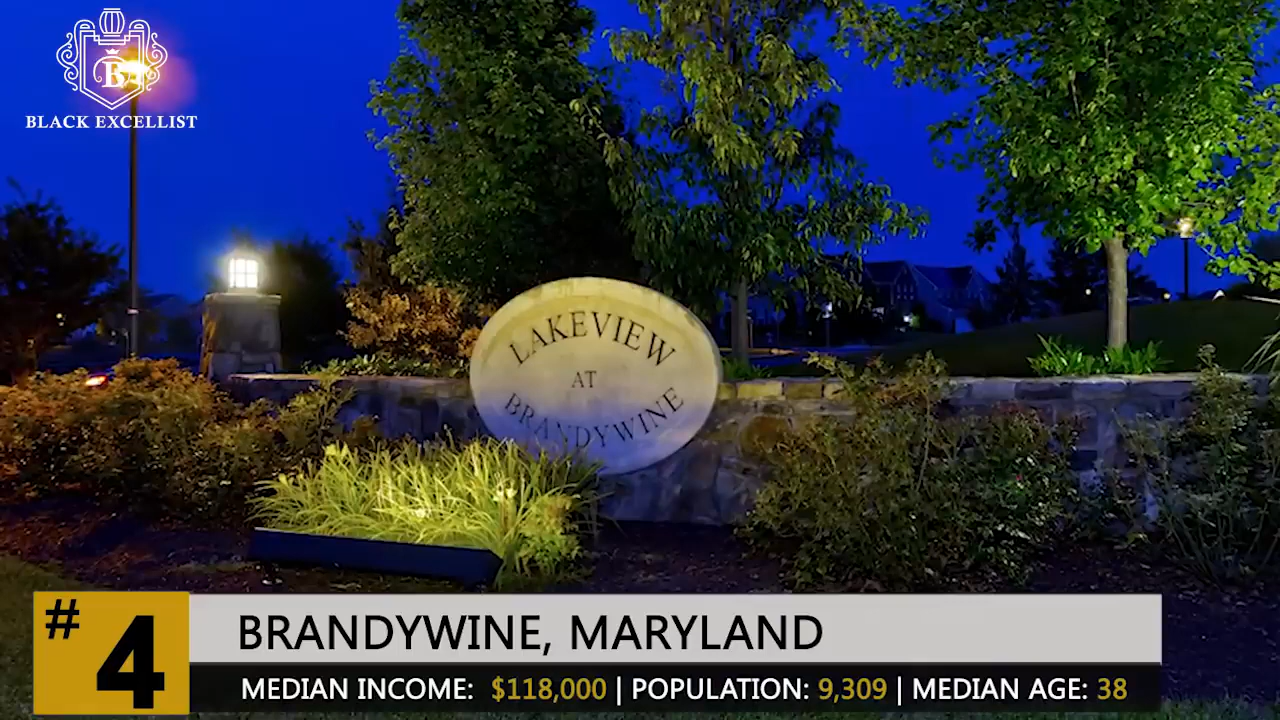 B
BLACK EXCELLIST
LAKEVIEW
AT
BRANDYWINE
#4
BRANDYWINE, MARYLAND
MEDIAN INCOME: $118,000 | POPULATION: 9,309 | MEDIAN AGE: 38